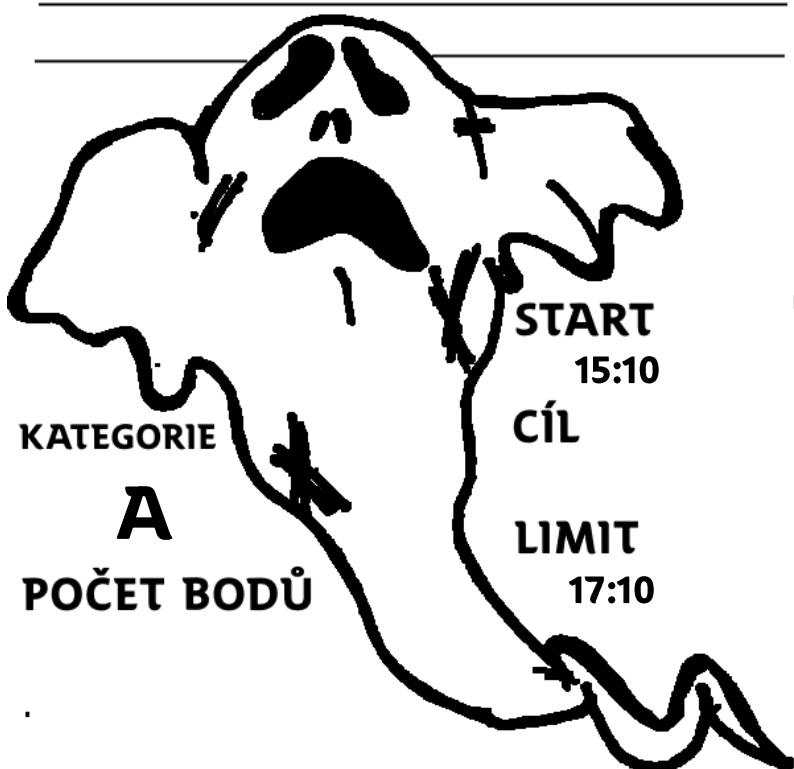 START
15:10
CÍL
KATEGORIE
A
LIMIT
17:10
POČET BODŮ